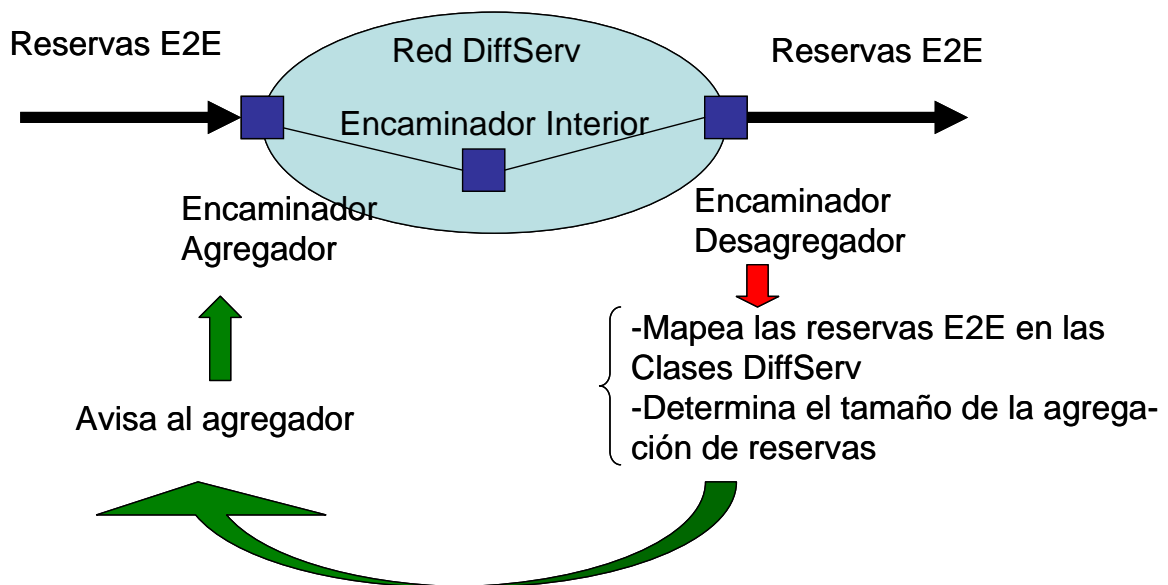 Reservas E2E
Red DiffServ
Reservas E2E
Encaminador Interior
Encaminador
Agregador
Encaminador
Desagregador
-Mapea las reservas E2E en las
Clases DiffServ
-Determina el tamaño de la agrega-
ción de reservas
Avisa al agregador